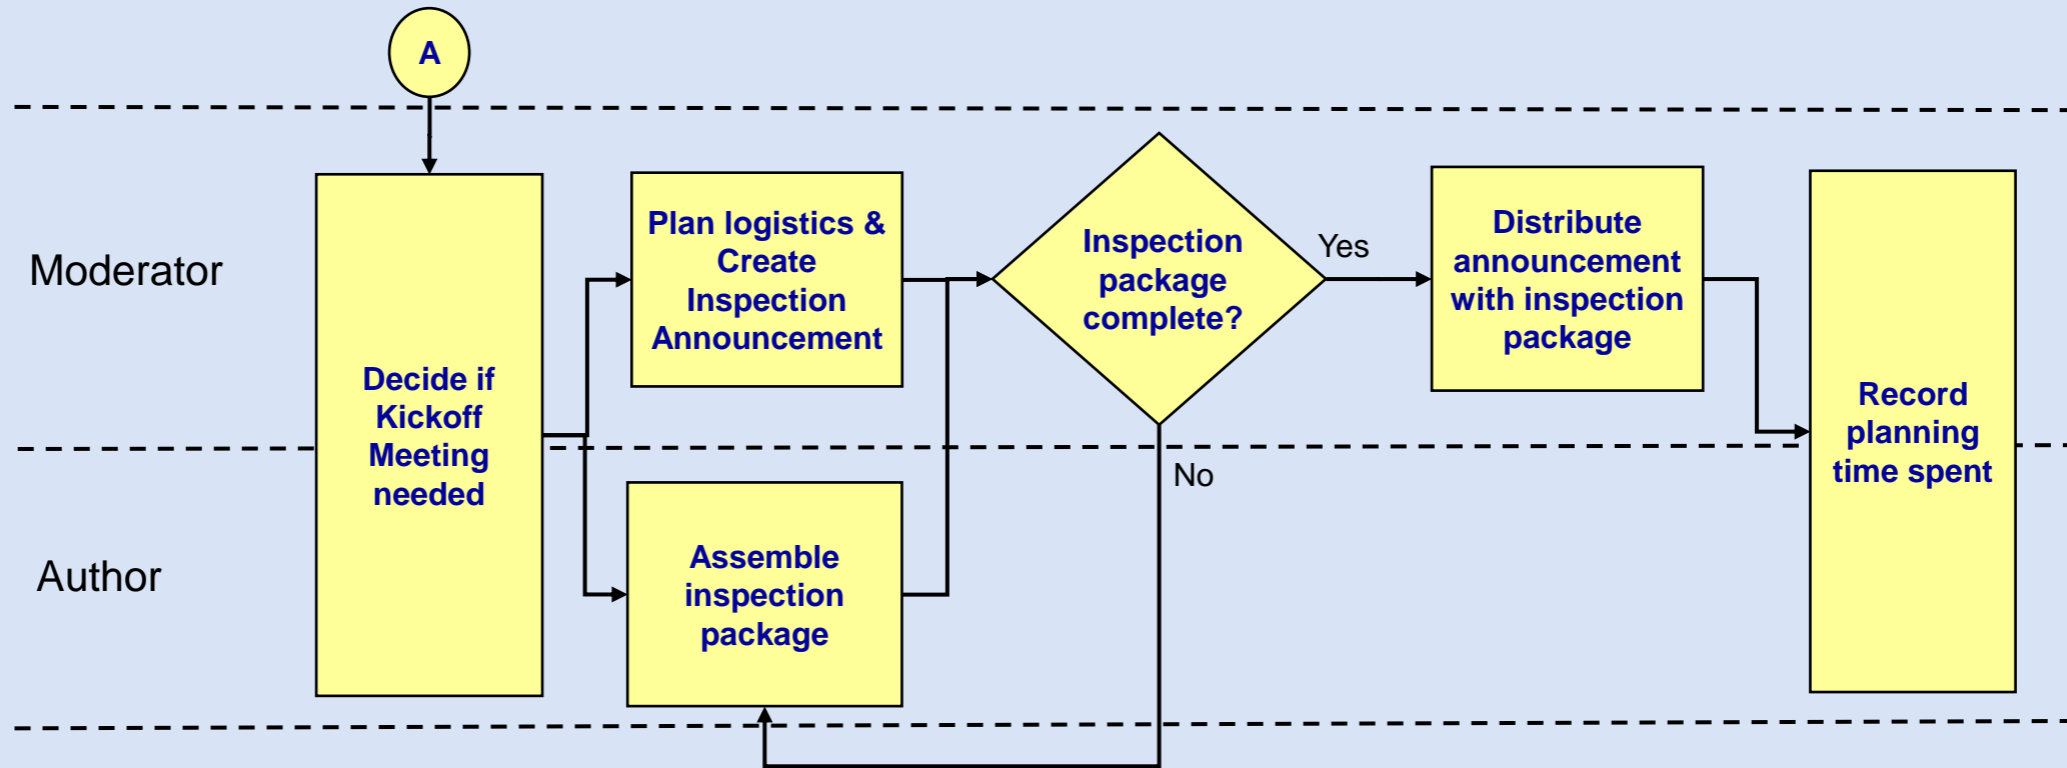 A
Moderator
Author
Decide if
Kickoff
Meeting
needed
Plan logistics &
Create
Inspection
Announcement
Assemble
inspection
package
Inspection
package
complete?
Yes
No
Distribute
announcement
with inspection
package
Record
planning
time spent